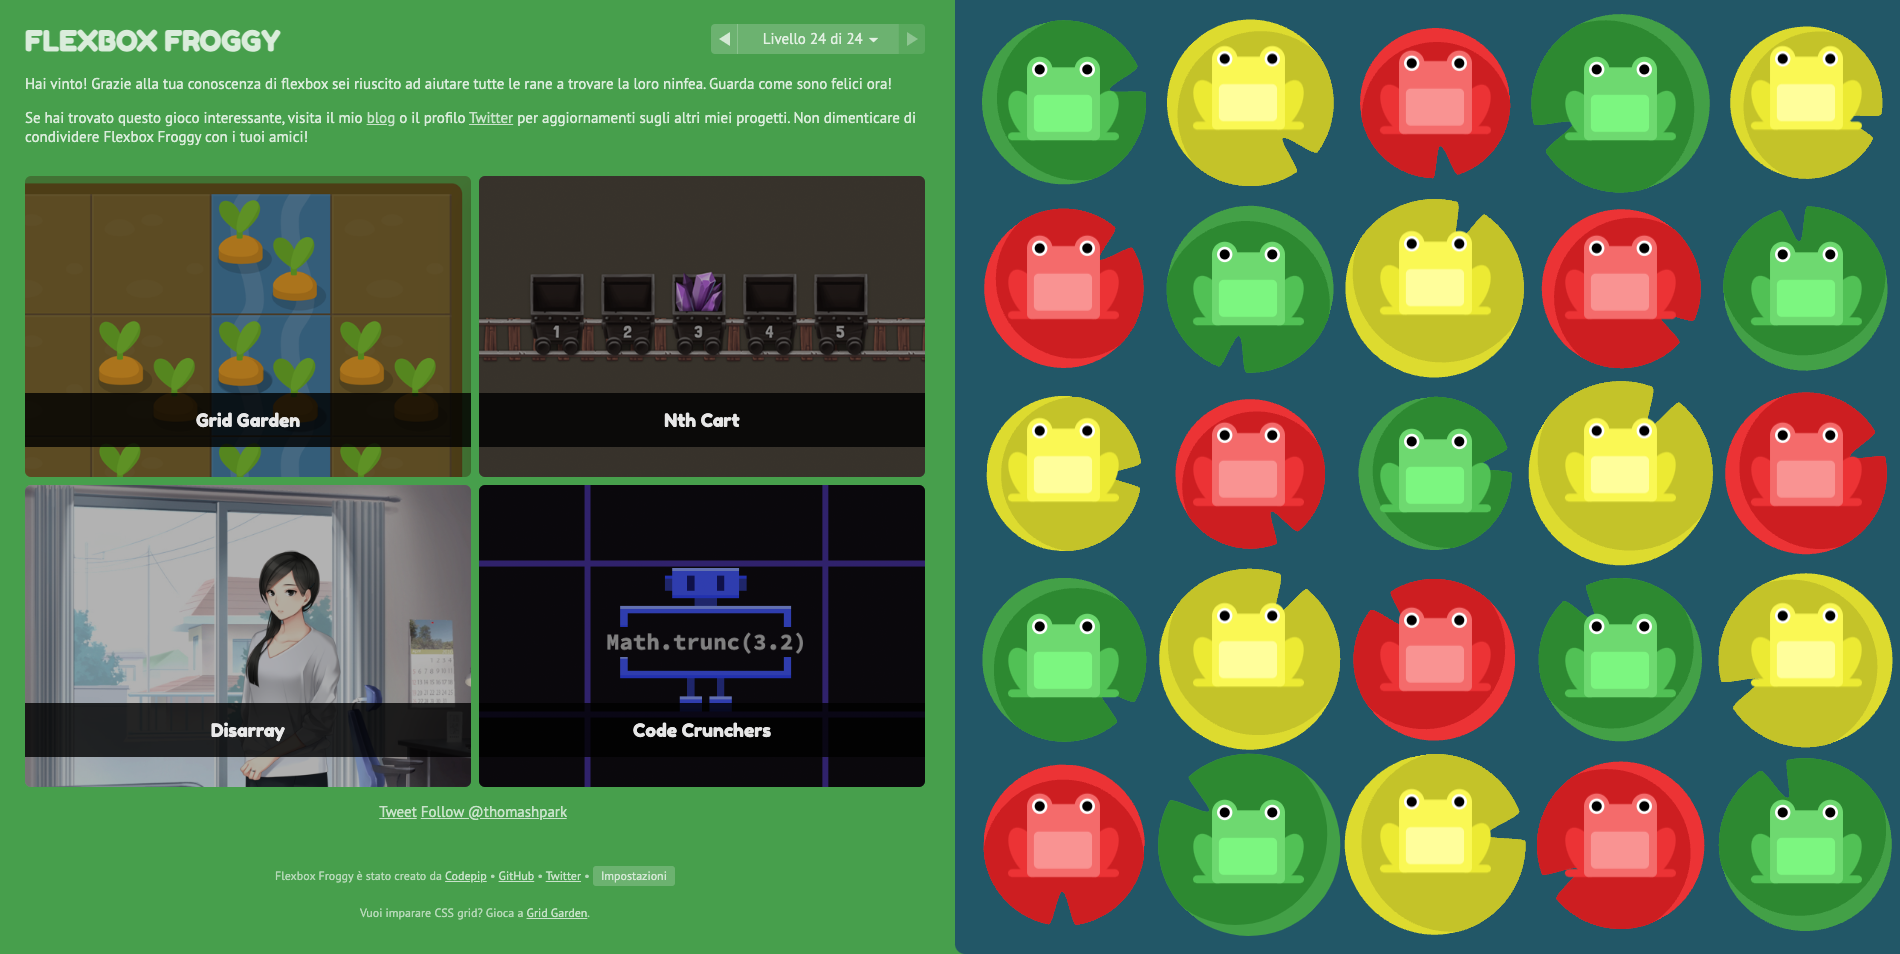 FLEXBOX FROGGY
Livello 24 di 24
Hai vinto! Grazie alla tua conoscenza di flexbox sei riuscito ad aiutare tutte le rane a trovare la loro ninfea. Guarda come sono felici ora!
Se hai trovato questo gioco interessante, visita il mio blog o il profilo Twitter per aggiornamenti sugli altri miei progetti. Non dimenticare di
condividere Flexbox Froggy con i tuoi amici!
1 2 3 4 5
Grid Garden
Nth Cart
Math.trunc(3.2)
Disarray
Code Crunchers
Tweet Follow @thomashpark
Flexbox Froggy è stato creato da Codepip • GitHub • Twitter • Impostazioni
Vuoi imparare CSS grid? Gioca a Grid Garden.